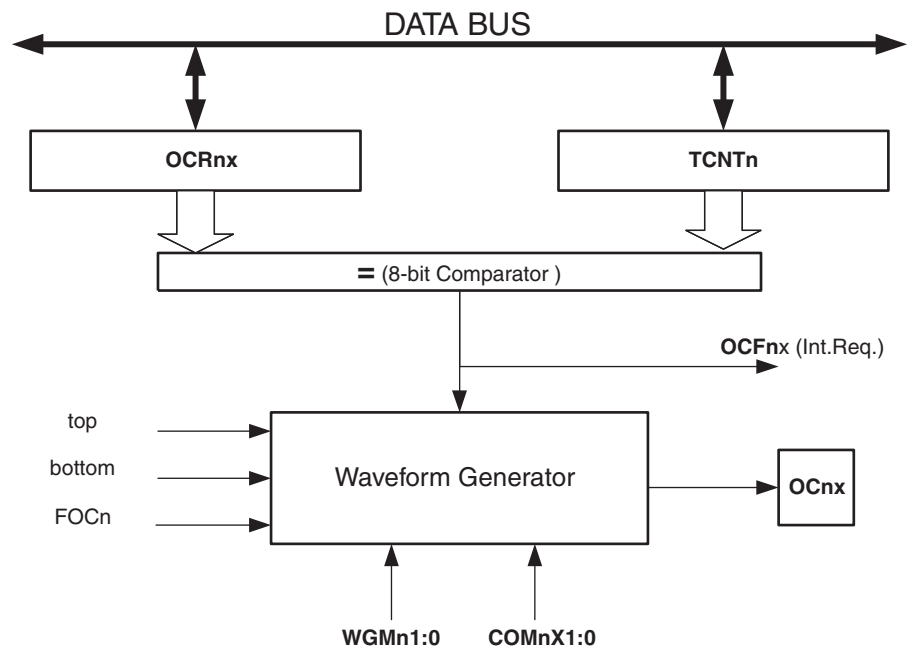 DATA BUS
OCRnx
TCNTn
= (8-bit Comparator )
OCFnx (Int.Req.)
top
bottom
FOCn
Waveform Generator
OCnx
WGMn1:0
COMnX1:0